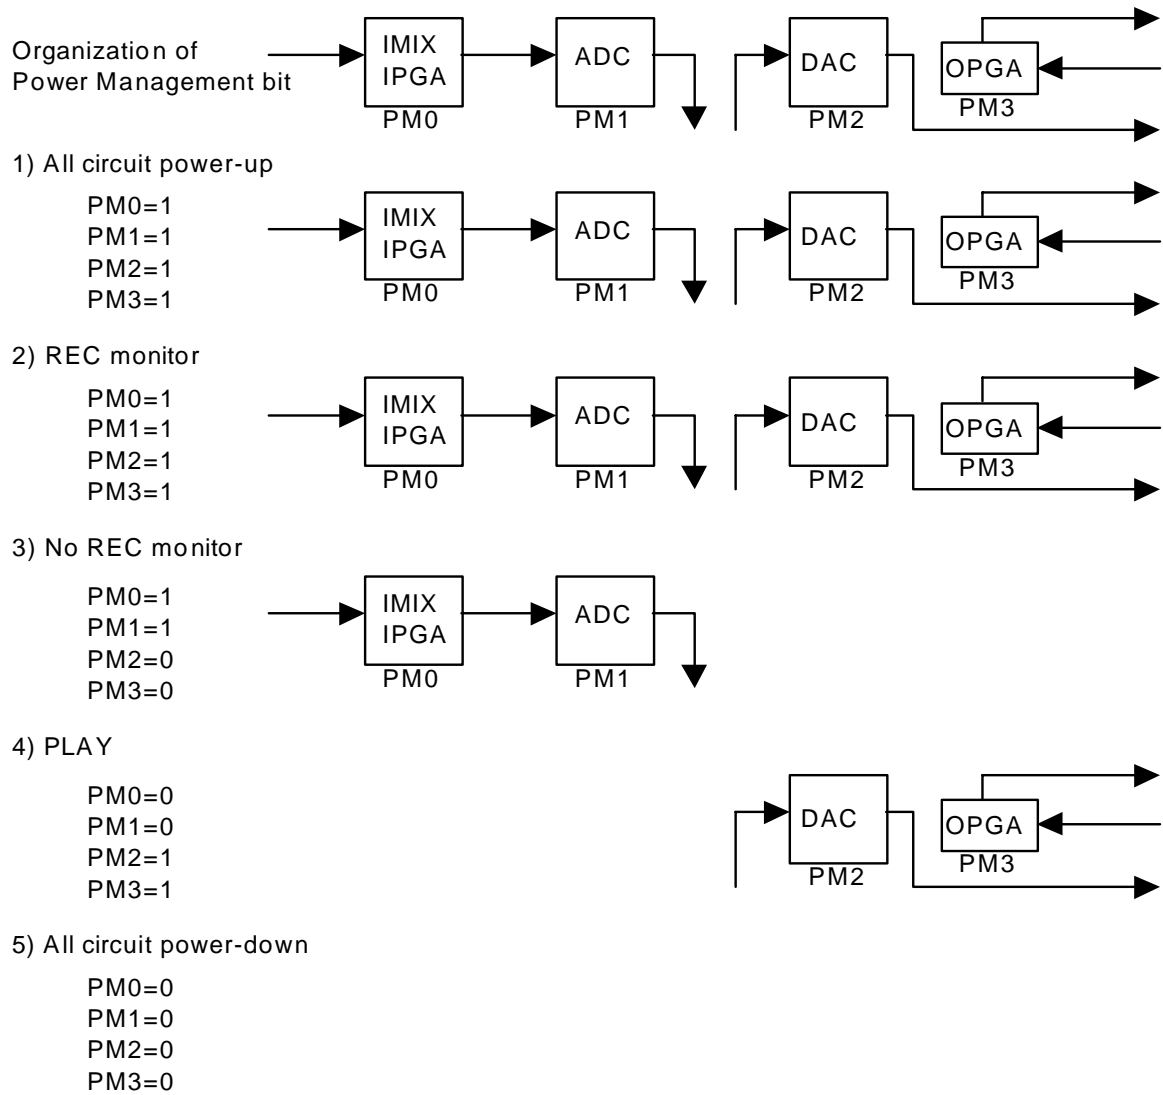 Organization of
Power Management bit
IMIX
IPGA
PM0
ADC
PM1
DAC
PM2
OPGA
PM3
1) All circuit power-up
PM0=1
PM1=1
PM2=1
PM3=1
IMIX
IPGA
PM0
ADC
PM1
DAC
PM2
OPGA
PM3
2) REC monitor
PM0=1
PM1=1
PM2=1
PM3=1
IMIX
IPGA
PM0
ADC
PM1
DAC
PM2
OPGA
PM3
3) No REC monitor
PM0=1
PM1=1
PM2=0
PM3=0
IMIX
IPGA
PM0
ADC
PM1
4) PLAY
PM0=0
PM1=0
PM2=1
PM3=1
DAC
PM2
OPGA
PM3
5) All circuit power-down
PM0=0
PM1=0
PM2=0
PM3=0